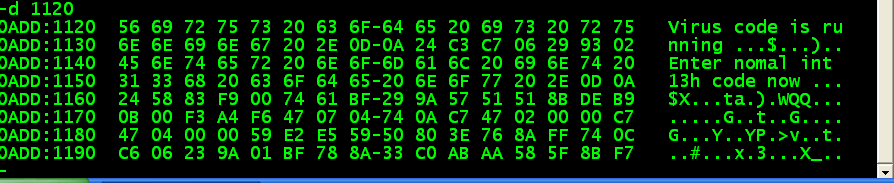 -d 1120
0ADD:1120  56 69 72 75 73 20 63 6F-64 65 20 69 73 20 72 75   Virus code is ru
0ADD:1130  6E 6E 69 6E 67 20 2E 0D-0A 24 C3 C7 06 29 93 02   nning ...$...)..
0ADD:1140  45 6E 74 65 72 20 6E 6F-6D 61 6C 20 69 6E 74 20   Enter nomal int
0ADD:1150  31 33 68 20 63 6F 64 65-20 6E 6F 77 20 2E 0D 0A   13h code now ...
0ADD:1160  24 58 83 F9 00 74 61 BF-29 9A 57 51 51 8B DE B9   $X...ta.).WQQ...
0ADD:1170  0B 00 F3 A4 F6 47 07 04-74 0A C7 47 02 00 00 C7   .....G..t..G....
0ADD:1180  47 04 00 00 59 E2 E5 59-50 80 3E 76 8A FF 74 0C   G...Y..YP.>v..t.
0ADD:1190  C6 06 23 9A 01 BF 78 8A-33 C0 AB AA 58 5F 8B F7   ..#...x.3...X_..
-